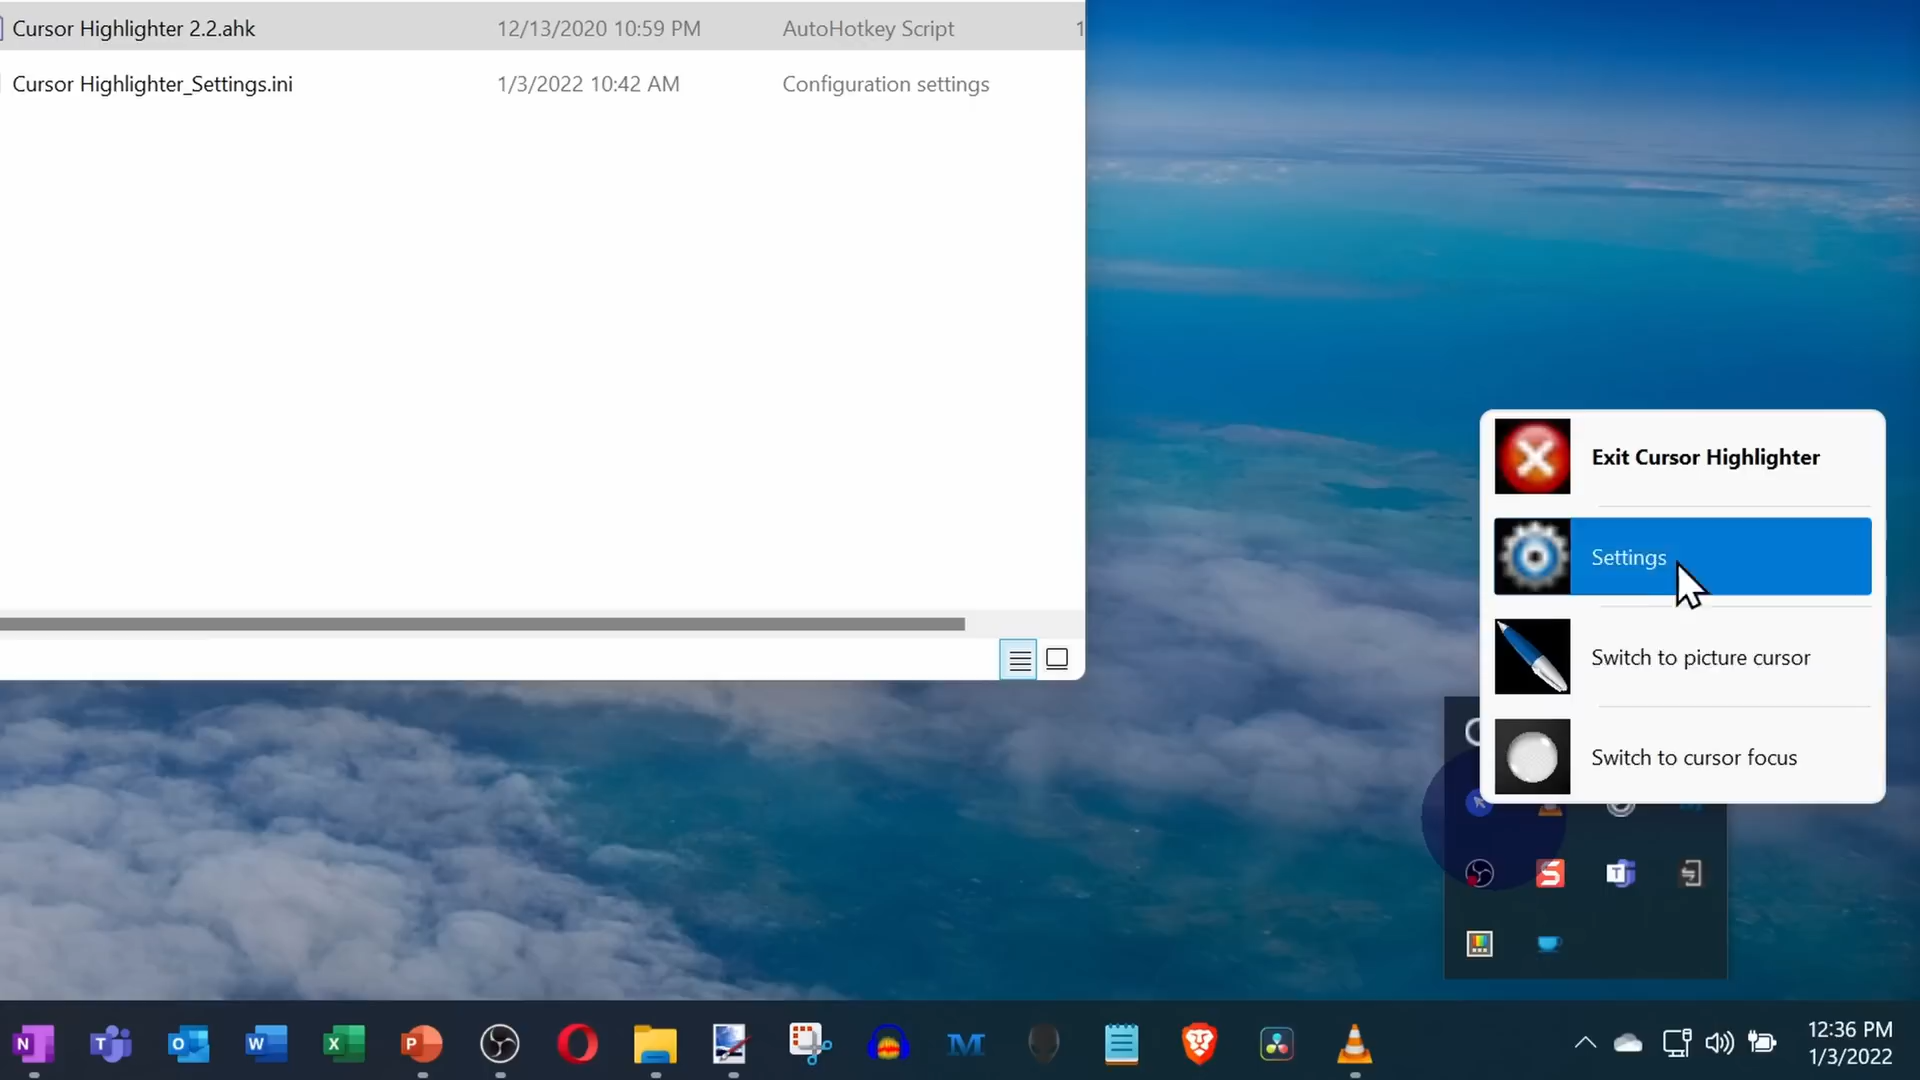 Cursor Highlighter 2.2.ahk 12/13/2020 10:59 PM AutoHotkey Script 1
Cursor Highlighter_Settings.ini 1/3/2022 10:42 AM Configuration settings
Exit Cursor Highlighter
Settings
Switch to picture cursor
Switch to cursor focus
N T O W X P M
12:36 PM
1/3/2022